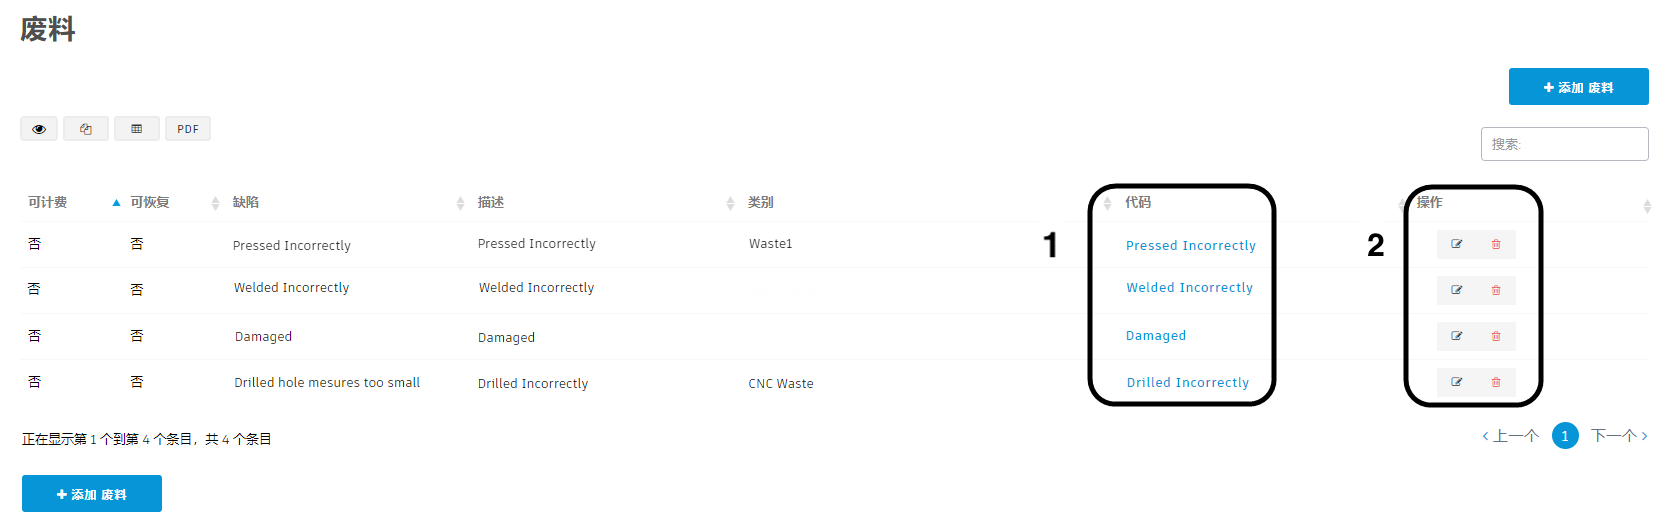 废料
添加 废料
PDF
搜索:
可计费 可恢复 缺陷 描述 类别 代码 操作
否 否 Pressed Incorrectly Pressed Incorrectly Waste1 1 Pressed Incorrectly 2
否 否 Welded Incorrectly Welded Incorrectly Welded Incorrectly
否 否 Damaged Damaged Damaged
否 否 Drilled hole mesures too small Drilled Incorrectly CNC Waste Drilled Incorrectly
正在显示第 1 个到第 4 个条目，共 4 个条目 上一个 1 下一个
添加 废料